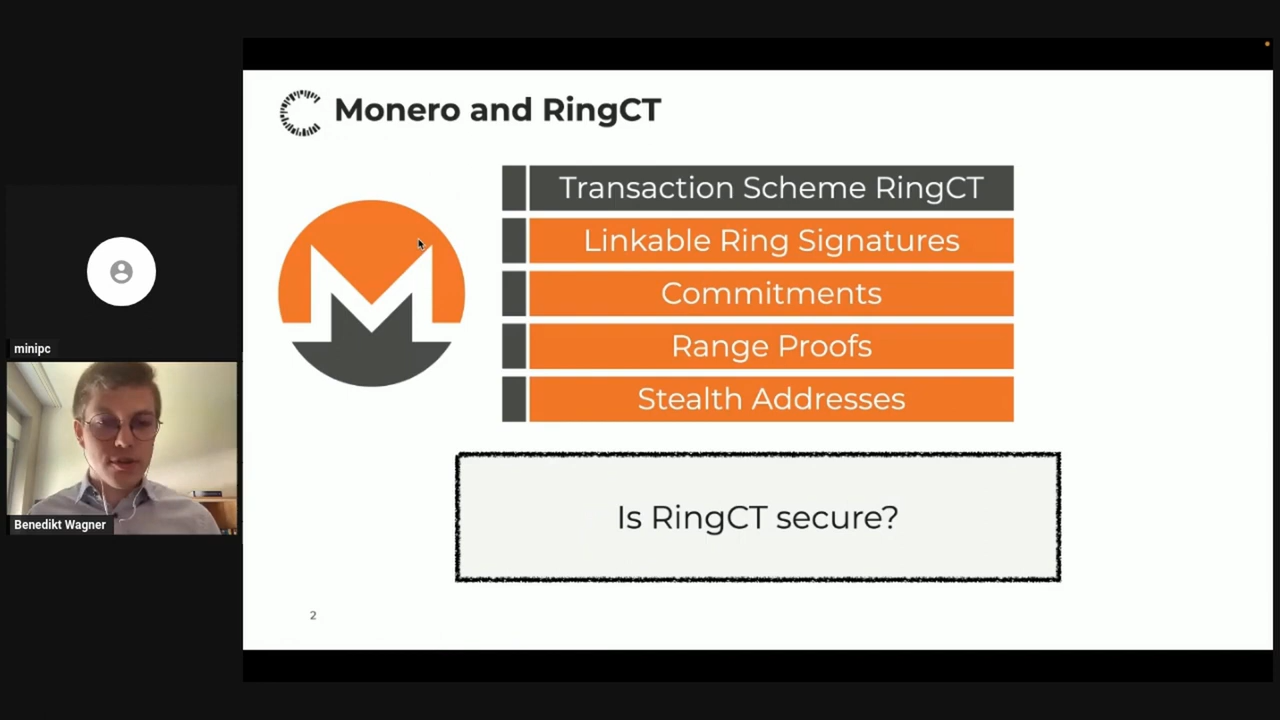 Monero and RingCT
Transaction Scheme RingCT
Linkable Ring Signatures
Commitments
Range Proofs
Stealth Addresses
Is RingCT secure?
2
minipc
Benedikt Wagner